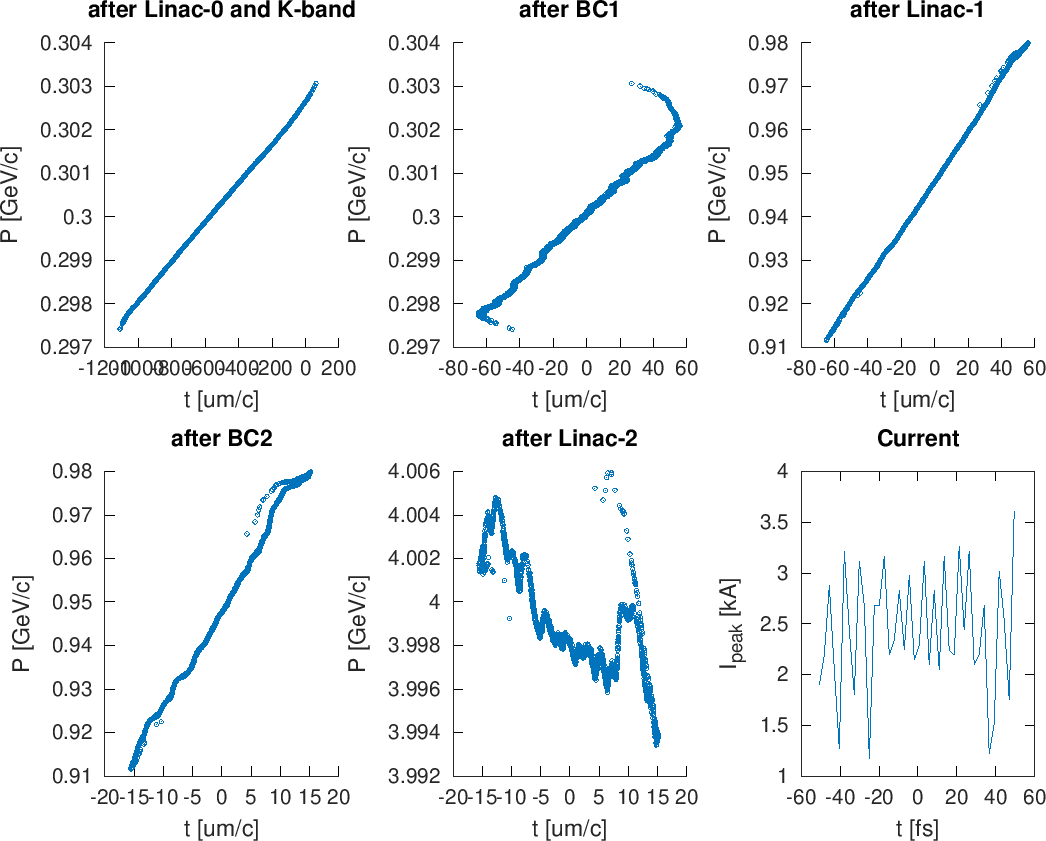 after Linac-0 and K-band
P [GeV/c]
0.304
0.303
0.302
0.301
0.3
0.299
0.298
0.297
-1200 -1000 -800 -600 -400 -200 0 200
t [um/c]
after BC1
P [GeV/c]
0.304
0.303
0.302
0.301
0.3
0.299
0.298
0.297
-80 -60 -40 -20 0 20 40 60
t [um/c]
after Linac-1
P [GeV/c]
0.98
0.97
0.96
0.95
0.94
0.93
0.92
0.91
-80 -60 -40 -20 0 20 40 60
t [um/c]
after BC2
P [GeV/c]
0.98
0.97
0.96
0.95
0.94
0.93
0.92
0.91
-20 -15 -10 -5 0 5 10 15 20
t [um/c]
after Linac-2
P [GeV/c]
4.006
4.004
4.002
4
3.998
3.996
3.994
3.992
-20 -15 -10 -5 0 5 10 15 20
t [um/c]
Current
I_peak [kA]
4
3.5
3
2.5
2
1.5
1
-60 -40 -20 0 20 40 60
t [fs]